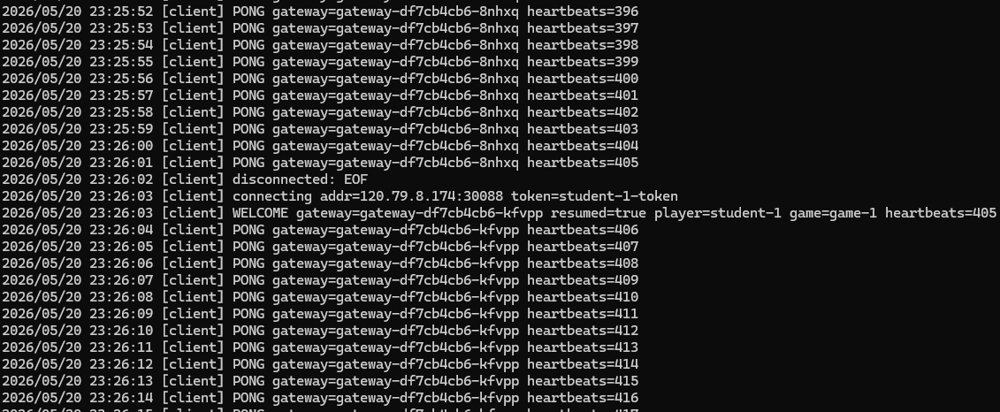 2026/05/20 23:25:52 [client] PONG gateway=gateway-df7cb4cb6-8nhxq heartbeats=396
2026/05/20 23:25:53 [client] PONG gateway=gateway-df7cb4cb6-8nhxq heartbeats=397
2026/05/20 23:25:54 [client] PONG gateway=gateway-df7cb4cb6-8nhxq heartbeats=398
2026/05/20 23:25:55 [client] PONG gateway=gateway-df7cb4cb6-8nhxq heartbeats=399
2026/05/20 23:25:56 [client] PONG gateway=gateway-df7cb4cb6-8nhxq heartbeats=400
2026/05/20 23:25:57 [client] PONG gateway=gateway-df7cb4cb6-8nhxq heartbeats=401
2026/05/20 23:25:58 [client] PONG gateway=gateway-df7cb4cb6-8nhxq heartbeats=402
2026/05/20 23:25:59 [client] PONG gateway=gateway-df7cb4cb6-8nhxq heartbeats=403
2026/05/20 23:26:00 [client] PONG gateway=gateway-df7cb4cb6-8nhxq heartbeats=404
2026/05/20 23:26:01 [client] PONG gateway=gateway-df7cb4cb6-8nhxq heartbeats=405
2026/05/20 23:26:02 [client] disconnected: EOF
2026/05/20 23:26:03 [client] connecting addr=120.79.8.174:30088 token=student-1-token
2026/05/20 23:26:03 [client] WELCOME gateway=gateway-df7cb4cb6-kfvpp resumed=true player=student-1 game=game-1 heartbeats=405
2026/05/20 23:26:04 [client] PONG gateway=gateway-df7cb4cb6-kfvpp heartbeats=406
2026/05/20 23:26:05 [client] PONG gateway=gateway-df7cb4cb6-kfvpp heartbeats=407
2026/05/20 23:26:06 [client] PONG gateway=gateway-df7cb4cb6-kfvpp heartbeats=408
2026/05/20 23:26:07 [client] PONG gateway=gateway-df7cb4cb6-kfvpp heartbeats=409
2026/05/20 23:26:08 [client] PONG gateway=gateway-df7cb4cb6-kfvpp heartbeats=410
2026/05/20 23:26:09 [client] PONG gateway=gateway-df7cb4cb6-kfvpp heartbeats=411
2026/05/20 23:26:10 [client] PONG gateway=gateway-df7cb4cb6-kfvpp heartbeats=412
2026/05/20 23:26:11 [client] PONG gateway=gateway-df7cb4cb6-kfvpp heartbeats=413
2026/05/20 23:26:12 [client] PONG gateway=gateway-df7cb4cb6-kfvpp heartbeats=414
2026/05/20 23:26:13 [client] PONG gateway=gateway-df7cb4cb6-kfvpp heartbeats=415
2026/05/20 23:26:14 [client] PONG gateway=gateway-df7cb4cb6-kfvpp heartbeats=416